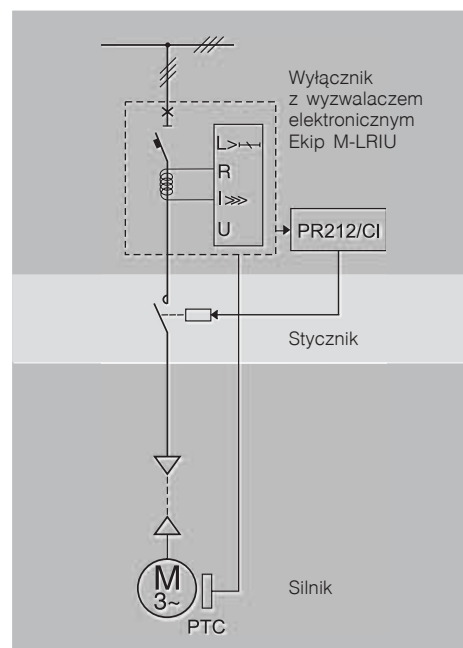 Wyłącznik
z wyzwalaczem
elektronicznym
Ekip M-LRIU
L>
R
I>>>
U
PR212/CI
Stycznik
M
3~
PTC
Silnik